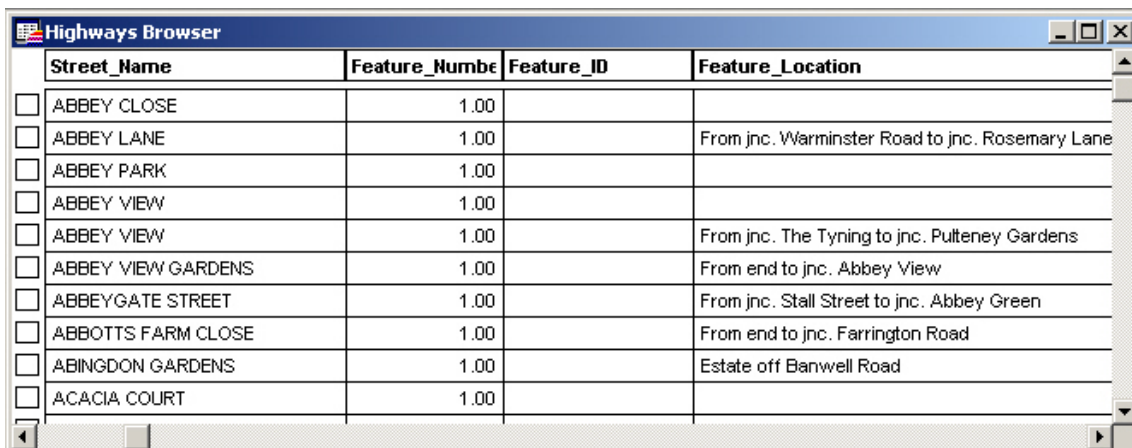 Highways Browser
Street_Name Feature_Numbe Feature_ID Feature_Location
ABBEY CLOSE 1.00
ABBEY LANE 1.00 From jnc. Warminster Road to jnc. Rosemary Lane
ABBEY PARK 1.00
ABBEY VIEW 1.00
ABBEY VIEW 1.00 From jnc. The Tyning to jnc. Pulteney Gardens
ABBEY VIEW GARDENS 1.00 From end to jnc. Abbey View
ABBEYGATE STREET 1.00 From jnc. Stall Street to jnc. Abbey Green
ABBOTTS FARM CLOSE 1.00 From end to jnc. Farrington Road
ABINGDON GARDENS 1.00 Estate off Banwell Road
ACACIA COURT 1.00